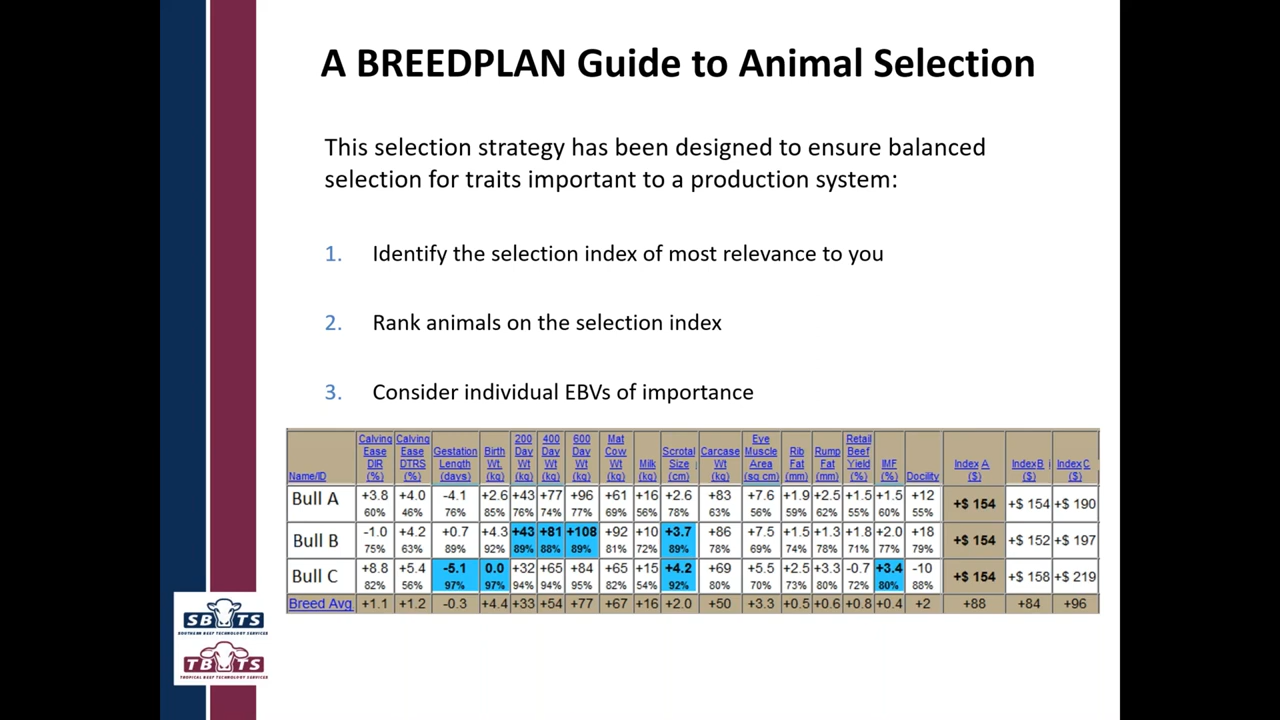 A BREEDPLAN Guide to Animal Selection
This selection strategy has been designed to ensure balanced
selection for traits important to a production system:
1. Identify the selection index of most relevance to you
2. Rank animals on the selection index
3. Consider individual EBVs of importance
Name/ID Calving Ease DIR (%) Calving Ease DTRS (%) Gestation Length (days) Birth Wt. (kg) 200 Day Wt (kg) 400 Day Wt (kg) 600 Day Wt (kg) Mat Cow Wt (kg) Milk (kg) Scrotal Size (cm) Carcase Wt (kg) Eye Muscle Area (sq cm) Rib Fat (mm) Rump Fat (mm) Retail Beef Yield (%) IMF (%) Docility Index A ($) Index B ($) Index C ($)
Bull A +3.8 +4.0 -4.1 +2.6 +43 +77 +96 +61 +16 +2.6 +83 +7.6 +1.9 +2.5 +1.5 +1.5 +12 +$ 154 +$ 154 +$ 190
60% 46% 76% 85% 76% 74% 77% 69% 56% 78% 63% 56% 59% 62% 55% 60% 55%
Bull B -1.0 +4.2 +0.7 +4.3 +43 +81 +108 +92 +10 +3.7 +86 +7.5 +1.5 +1.3 +1.8 +2.0 +18 +$ 154 +$ 152 +$ 197
75% 63% 89% 92% 89% 88% 89% 81% 72% 89% 78% 69% 74% 78% 71% 77% 79%
Bull C +8.8 +5.4 -5.1 0.0 +32 +65 +84 +65 +15 +4.2 +69 +5.5 +2.5 +3.3 -0.7 +3.4 -10 +$ 154 +$ 158 +$ 219
82% 56% 97% 97% 94% 94% 95% 82% 54% 92% 80% 70% 73% 80% 72% 80% 88%
Breed Avg +1.1 +1.2 -0.3 +4.4 +33 +54 +77 +67 +16 +2.0 +50 +3.3 +0.5 +0.6 +0.8 +0.4 +2 +88 +84 +96
SBTS
SOUTHERN BEEF TECHNOLOGY SERVICES
TBTS
TROPICAL BEEF TECHNOLOGY SERVICES